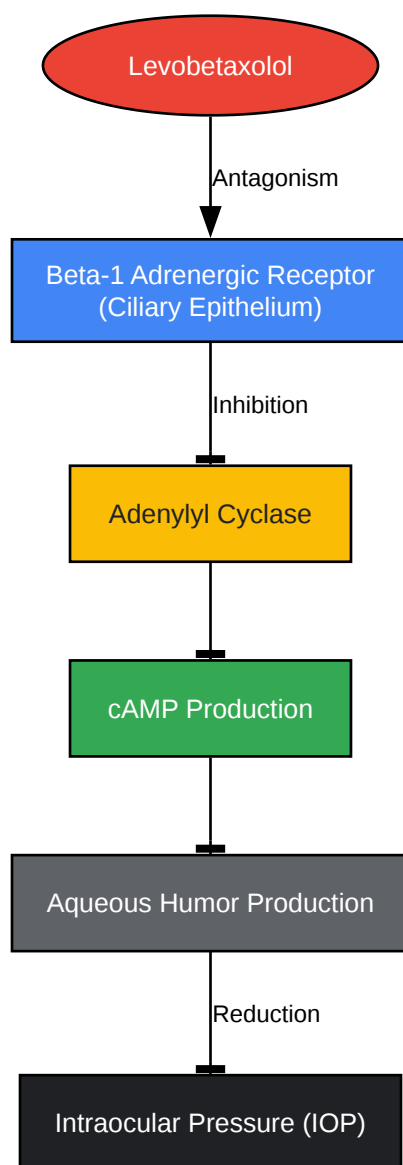 Levobetaxolol
Antagonism
Beta-1 Adrenergic Receptor
(Ciliary Epithelium)
Inhibition
Adenylyl Cyclase
cAMP Production
Aqueous Humor Production
Reduction
Intraocular Pressure (IOP)